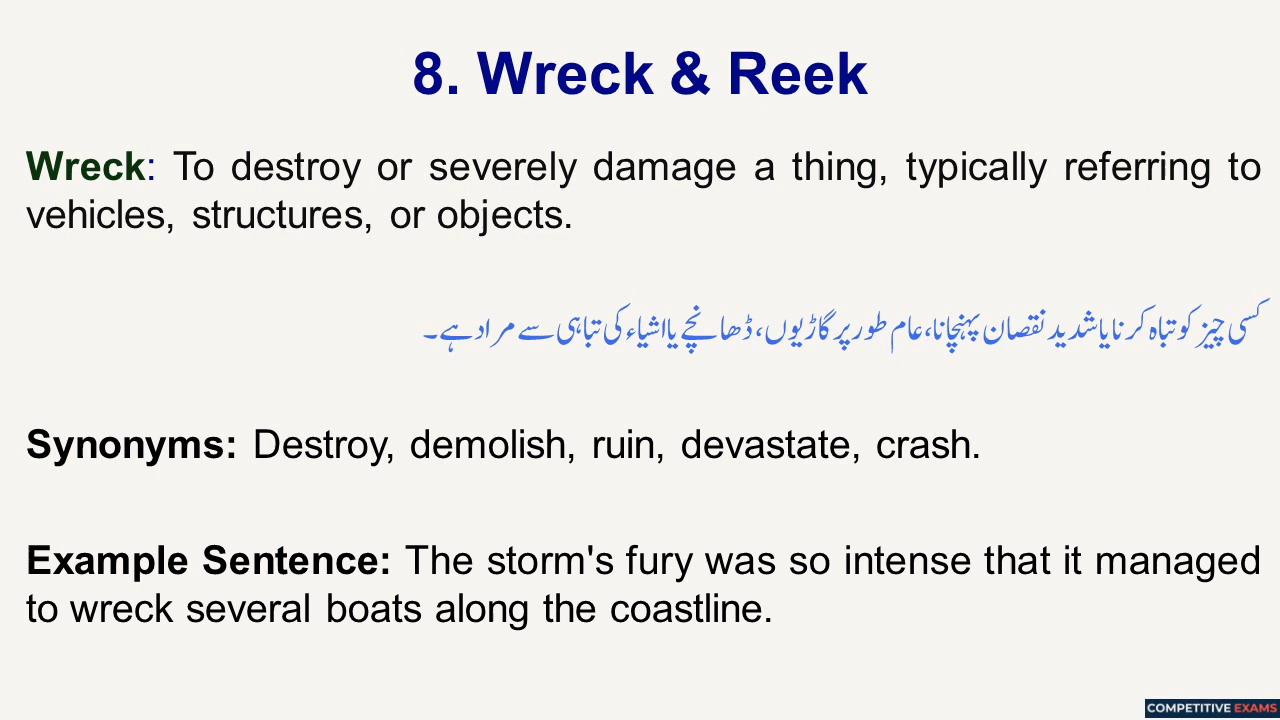 8. Wreck & Reek
Wreck: To destroy or severely damage a thing, typically referring to
vehicles, structures, or objects.
کسی چیز کو تباہ کرنا یا شدید نقصان پہنچانا، عام طور پر گاڑیوں، ڈھانچے یا اشیاء کی تباہی سے مراد ہے۔
Synonyms: Destroy, demolish, ruin, devastate, crash.
Example Sentence: The storm's fury was so intense that it managed
to wreck several boats along the coastline.
COMPETITIVE EXAMS